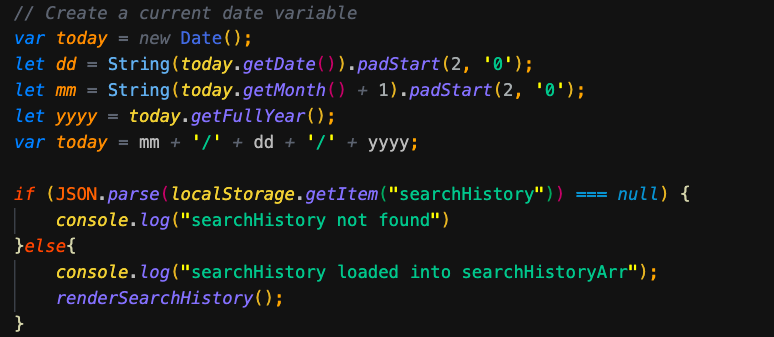 // Create a current date variable
var today = new Date();
let dd = String(today.getDate()).padStart(2, '0');
let mm = String(today.getMonth() + 1).padStart(2, '0');
let yyyy = today.getFullYear();
var today = mm + '/' + dd + '/' + yyyy;

if (JSON.parse(localStorage.getItem("searchHistory")) === null) {
    console.log("searchHistory not found")
}else{
    console.log("searchHistory loaded into searchHistoryArr");
    renderSearchHistory();
}